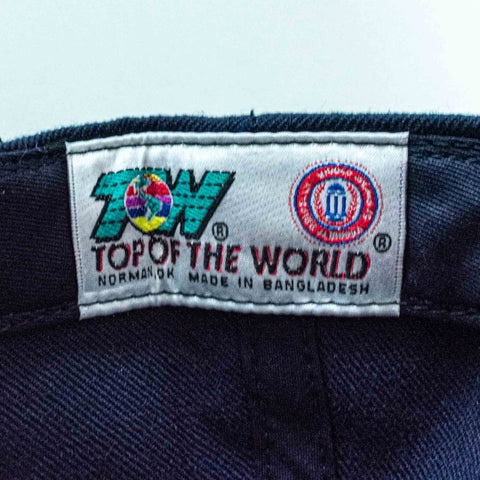 TOW®
TOP OF THE WORLD®
NORMAN, OK MADE IN BANGLADESH